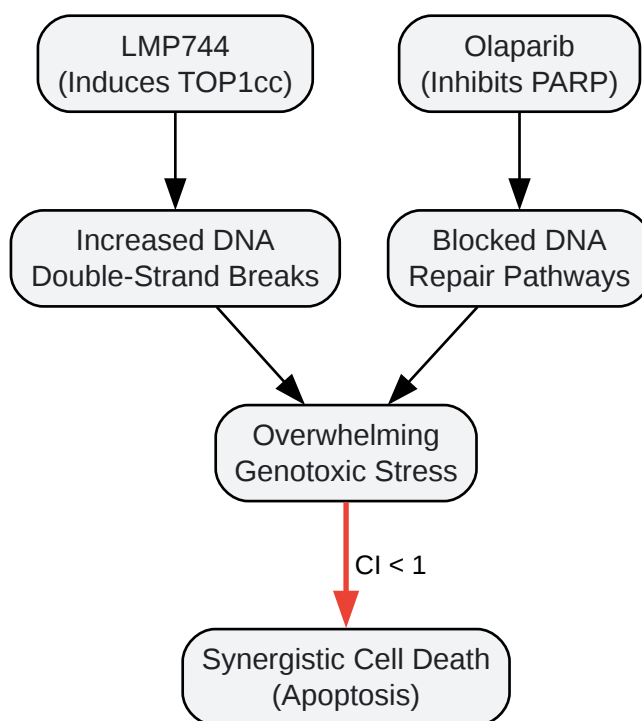 LMP744
(Induces TOP1cc)
Olaparib
(Inhibits PARP)
Increased DNA
Double-Strand Breaks
Blocked DNA
Repair Pathways
Overwhelming
Genotoxic Stress
CI < 1
Synergistic Cell Death
(Apoptosis)